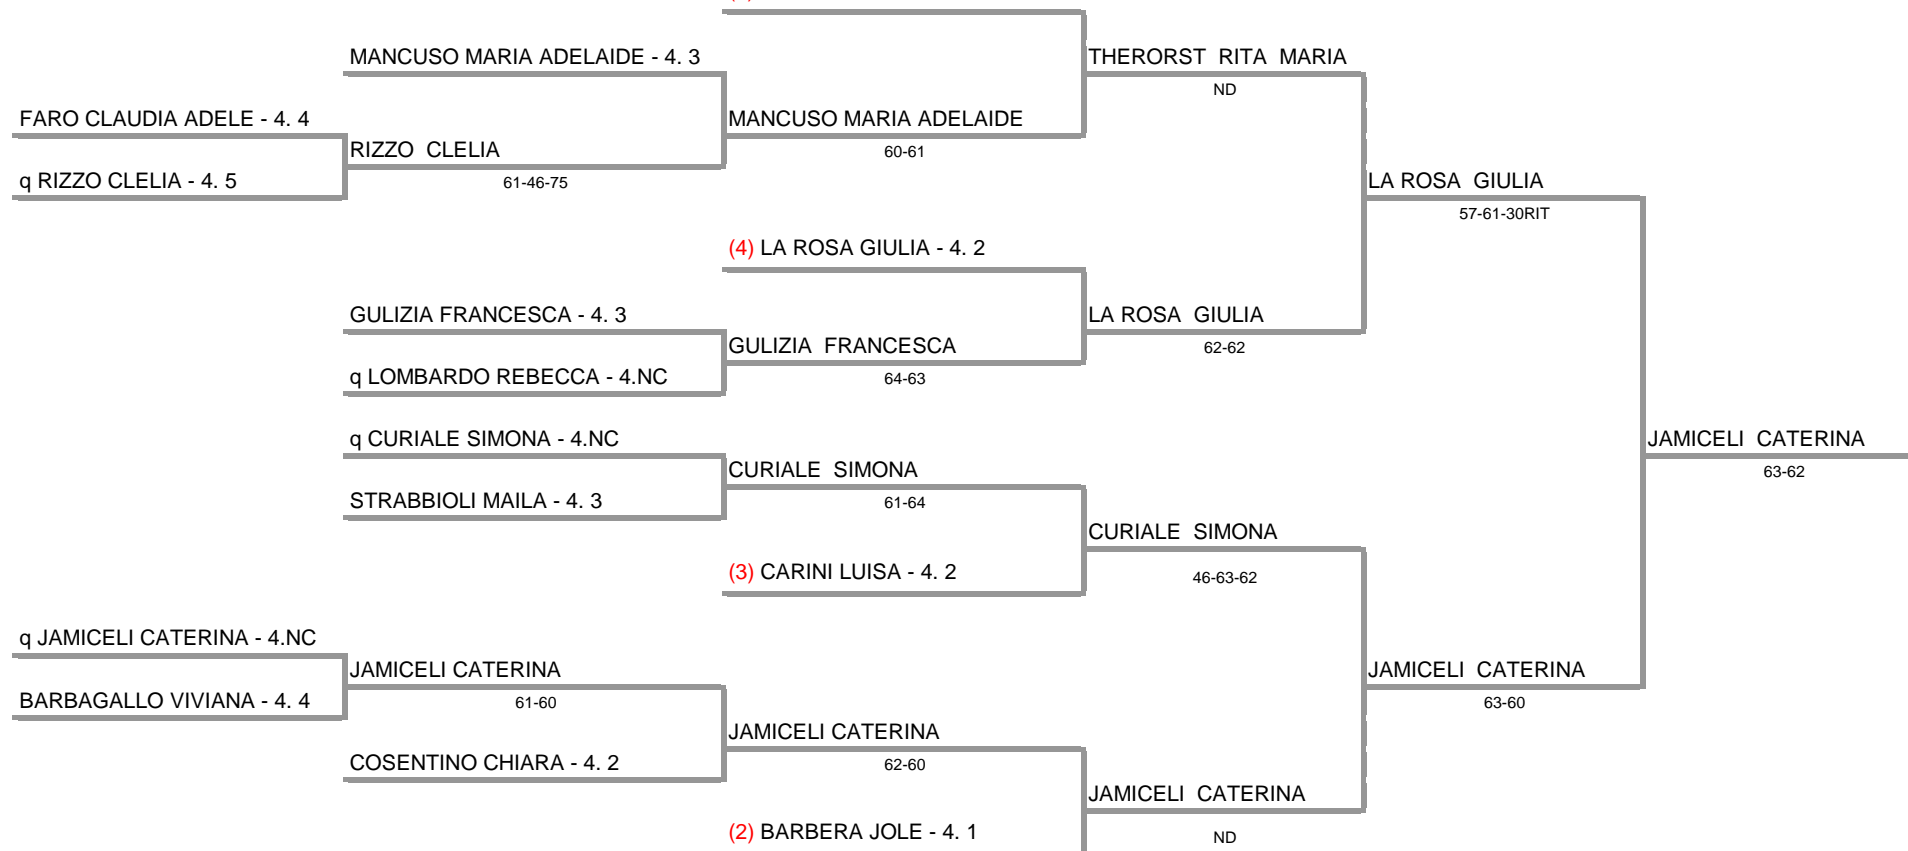 MANCUSO MARIA ADELAIDE - 4. 3
THERORST RITA MARIA
ND
FARO CLAUDIA ADELE - 4. 4
MANCUSO MARIA ADELAIDE
60-61
RIZZO CLELIA
61-46-75
q RIZZO CLELIA - 4. 5
LA ROSA GIULIA
57-61-30RIT
(4) LA ROSA GIULIA - 4. 2
GULIZIA FRANCESCA - 4. 3
LA ROSA GIULIA
62-62
GULIZIA FRANCESCA
64-63
q LOMBARDO REBECCA - 4.NC
q CURIALE SIMONA - 4.NC
JAMICELI CATERINA
63-62
CURIALE SIMONA
61-64
STRABBIOLI MAILA - 4. 3
CURIALE SIMONA
46-63-62
(3) CARINI LUISA - 4. 2
q JAMICELI CATERINA - 4.NC
JAMICELI CATERINA
61-60
JAMICELI CATERINA
63-60
BARBAGALLO VIVIANA - 4. 4
JAMICELI CATERINA
62-60
COSENTINO CHIARA - 4. 2
JAMICELI CATERINA
ND
(2) BARBERA JOLE - 4. 1